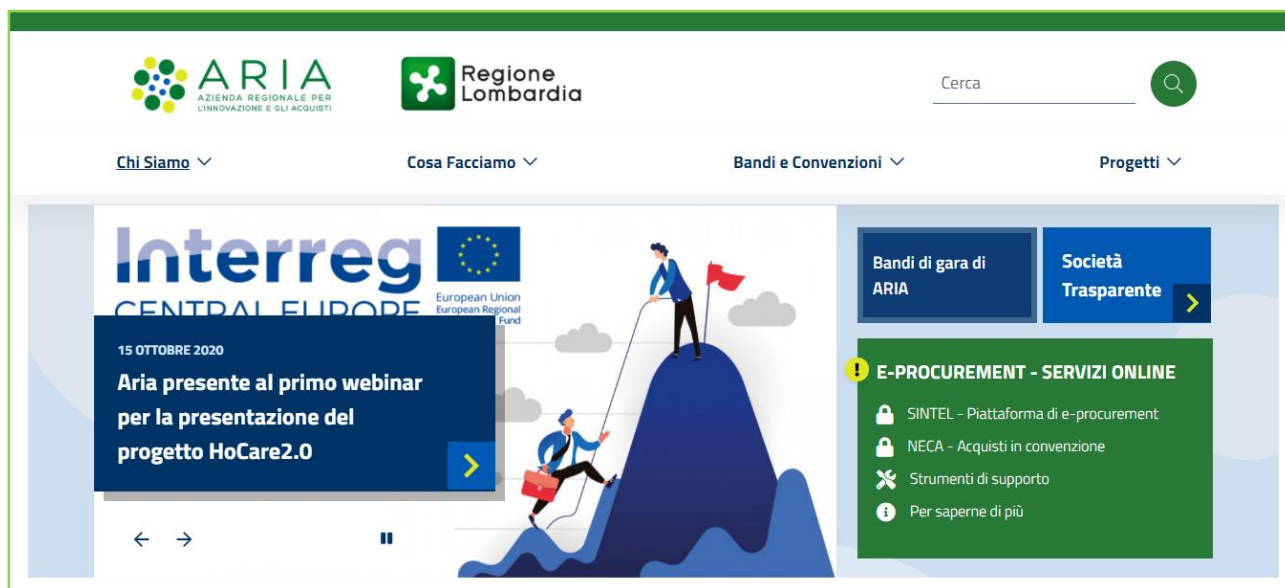 ARIA
AZIENDA REGIONALE PER
L'INNOVAZIONE E GLI ACQUISTI
Regione
Lombardia
Cerca
Chi Siamo
Cosa Facciamo
Bandi e Convenzioni
Progetti
Interreg
CENTRAL EUROPE
European Union
European Regional
Fund
15 OTTOBRE 2020
Aria presente al primo webinar
per la presentazione del
progetto HoCare2.0
Bandi di gara di
ARIA
Società
Trasparente
! E-PROCUREMENT - SERVIZI ONLINE
SINTEL - Piattaforma di e-procurement
NECA - Acquisti in convenzione
Strumenti di supporto
Per saperne di più